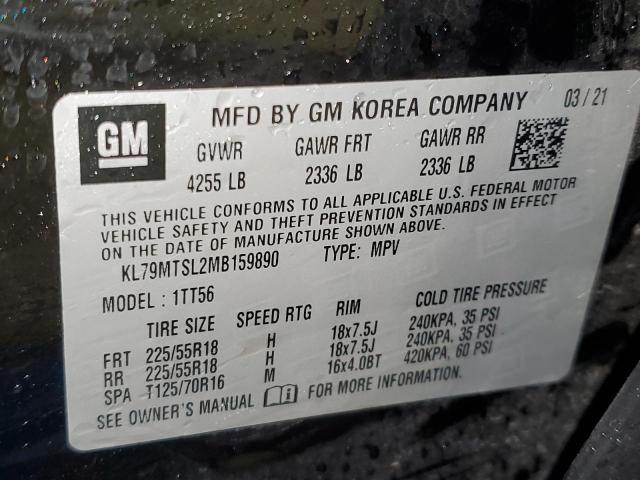 GM
MFD BY GM KOREA COMPANY 03/21
GVWR GAWR FRT GAWR RR
4255 LB 2336 LB 2336 LB
THIS VEHICLE CONFORMS TO ALL APPLICABLE U.S. FEDERAL MOTOR
VEHICLE SAFETY AND THEFT PREVENTION STANDARDS IN EFFECT
ON THE DATE OF MANUFACTURE SHOWN ABOVE.
KL79MTSL2MB159890 TYPE: MPV
MODEL : 1TT56
TIRE SIZE SPEED RTG RIM COLD TIRE PRESSURE
FRT 225/55R18 H 18x7.5J 240KPA, 35 PSI
RR 225/55R18 H 18x7.5J 240KPA, 35 PSI
SPA T125/70R16 M 16x4.0BT 420KPA, 60 PSI
SEE OWNER'S MANUAL FOR MORE INFORMATION.